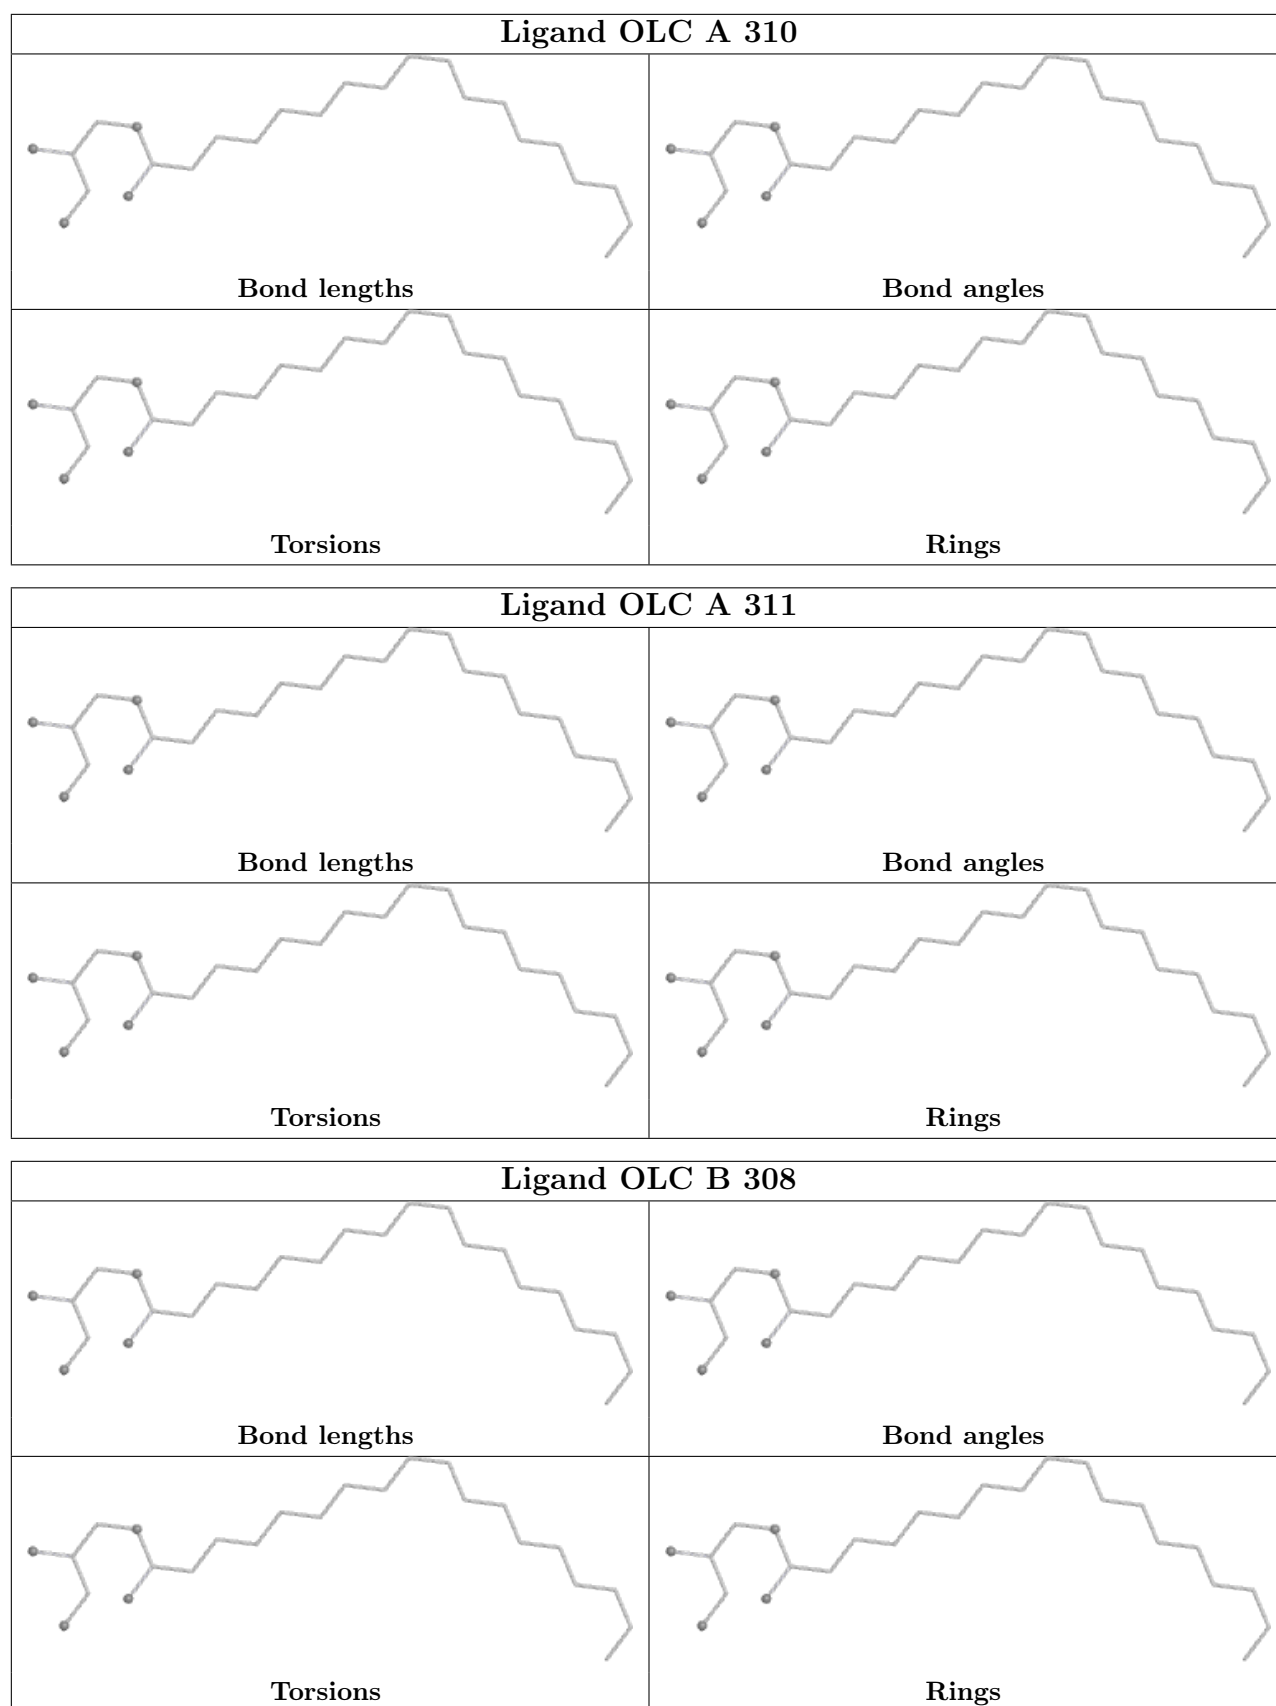 Ligand OLC A 310
Bond lengths
Bond angles
Torsions
Rings
Ligand OLC A 311
Bond lengths
Bond angles
Torsions
Rings
Ligand OLC B 308
Bond lengths
Bond angles
Torsions
Rings